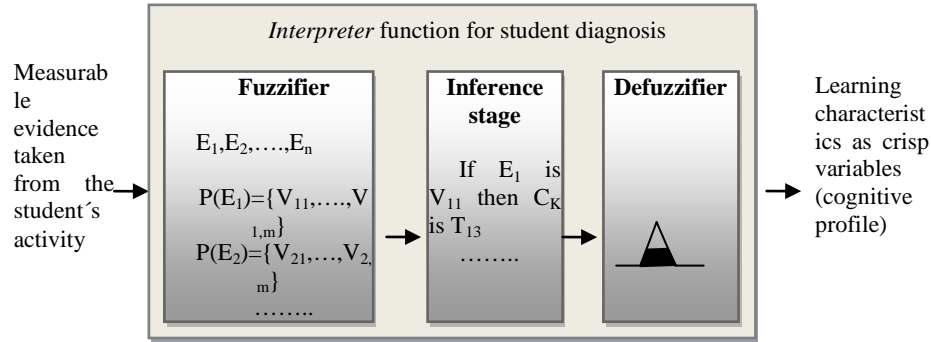 Interpreter function for student diagnosis
Measurab
le
evidence
taken
from the
student´s
activity
Fuzzifier
E1,E2,….,En
P(E1)={V11,….,V
1,m}
P(E2)={V21,…,V2,
m}
……..
Inference
stage
If E1 is
V11 then CK
is T13
……..
Defuzzifier
Learning
characterist
ics as crisp
variables
(cognitive
profile)